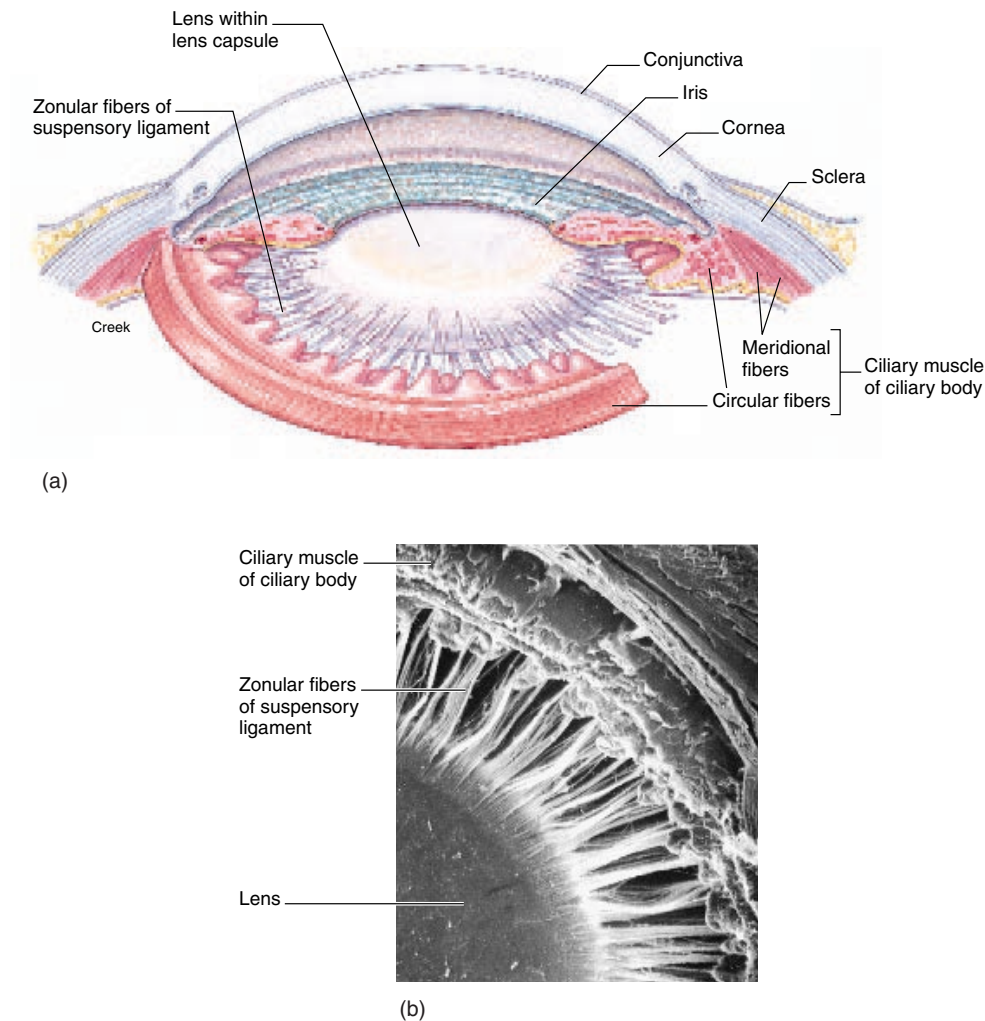 Lens within
lens capsule
Conjunctiva
Iris
Zonular fibers of
suspensory ligament
Cornea
Sclera
Creek
Meridional
fibers
Ciliary muscle
of ciliary body
Circular fibers
(a)
Ciliary muscle
of ciliary body
Zonular fibers
of suspensory
ligament
Lens
(b)